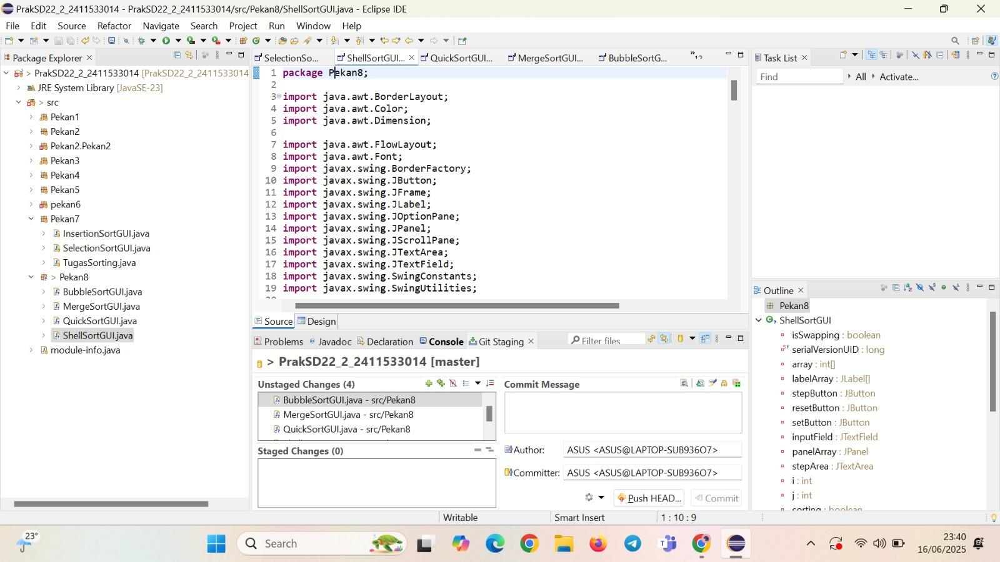 PrakSD22_2_2411533014 - PrakSD22_2_2411533014/src/Pekan8/ShellSortGUI.java - Eclipse IDE
File Edit Source Refactor Navigate Search Project Run Window Help
Package Explorer
> PrakSD22_2_2411533014 [PrakSD22_2_2411533014
JRE System Library [JavaSE-23]
> src
Pekan1
Pekan2
Pekan2.Pekan2
Pekan3
Pekan4
Pekan5
pekan6
Pekan7
InsertionSortGUI.java
SelectionSortGUI.java
TugasSorting.java
> Pekan8
BubbleSortGUI.java
MergeSortGUI.java
QuickSortGUI.java
ShellSortGUI.java
module-info.java
SelectionSo... ShellSortGUI... QuickSortGUI... MergeSortGUI... BubbleSortG... »12
1 package Pekan8;
2
3 import java.awt.BorderLayout;
4 import java.awt.Color;
5 import java.awt.Dimension;
6
7 import java.awt.FlowLayout;
8 import java.awt.Font;
9 import javax.swing.BorderFactory;
10 import javax.swing.JButton;
11 import javax.swing.JFrame;
12 import javax.swing.JLabel;
13 import javax.swing.JOptionPane;
14 import javax.swing.JPanel;
15 import javax.swing.JScrollPane;
16 import javax.swing.JTextArea;
17 import javax.swing.JTextField;
18 import javax.swing.SwingConstants;
19 import javax.swing.SwingUtilities;
Source Design
Problems Javadoc Declaration Console Git Staging Filter files
> PrakSD22_2_2411533014 [master]
Unstaged Changes (4)
BubbleSortGUI.java - src/Pekan8
MergeSortGUI.java - src/Pekan8
QuickSortGUI.java - src/Pekan8
Staged Changes (0)
Commit Message
Author: ASUS <ASUS@LAPTOP-SUB936O7>
Committer: ASUS <ASUS@LAPTOP-SUB936O7>
Push HEAD... Commit
Task List
Find All Activate...
Outline
Pekan8
ShellSortGUI
isSwapping : boolean
serialVersionUID : long
array : int[]
labelArray : JLabel[]
stepButton : JButton
resetButton : JButton
setButton : JButton
inputField : JTextField
panelArray : JPanel
stepArea : JTextArea
i : int
j : int
sorting : boolean
Writable Smart Insert 1 : 10 : 9
23°
Search
23:40
16/06/2025